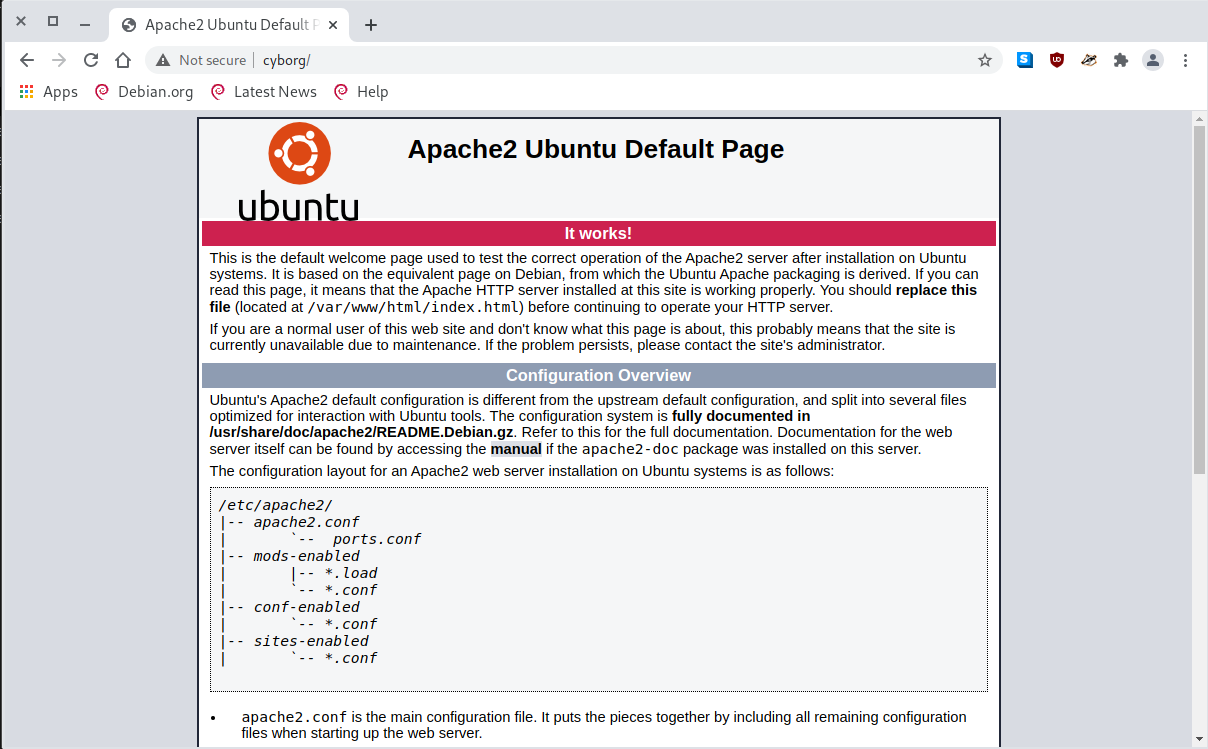 Apache2 Ubuntu Default P
Not secure
cyborg/
Apps
Debian.org
Latest News
Help
ubuntu
Apache2 Ubuntu Default Page
It works!
This is the default welcome page used to test the correct operation of the Apache2 server after installation on Ubuntu
systems. It is based on the equivalent page on Debian, from which the Ubuntu Apache packaging is derived. If you can
read this page, it means that the Apache HTTP server installed at this site is working properly. You should replace this
file (located at /var/www/html/index.html) before continuing to operate your HTTP server.
If you are a normal user of this web site and don't know what this page is about, this probably means that the site is
currently unavailable due to maintenance. If the problem persists, please contact the site's administrator.
Configuration Overview
Ubuntu's Apache2 default configuration is different from the upstream default configuration, and split into several files
optimized for interaction with Ubuntu tools. The configuration system is fully documented in
/usr/share/doc/apache2/README.Debian.gz. Refer to this for the full documentation. Documentation for the web
server itself can be found by accessing the manual if the apache2-doc package was installed on this server.
The configuration layout for an Apache2 web server installation on Ubuntu systems is as follows:
/etc/apache2/
|-- apache2.conf
|       `--  ports.conf
|-- mods-enabled
|       |-- *.load
|       `-- *.conf
|-- conf-enabled
|       `-- *.conf
|-- sites-enabled
|       `-- *.conf
• apache2.conf is the main configuration file. It puts the pieces together by including all remaining configuration
files when starting up the web server.